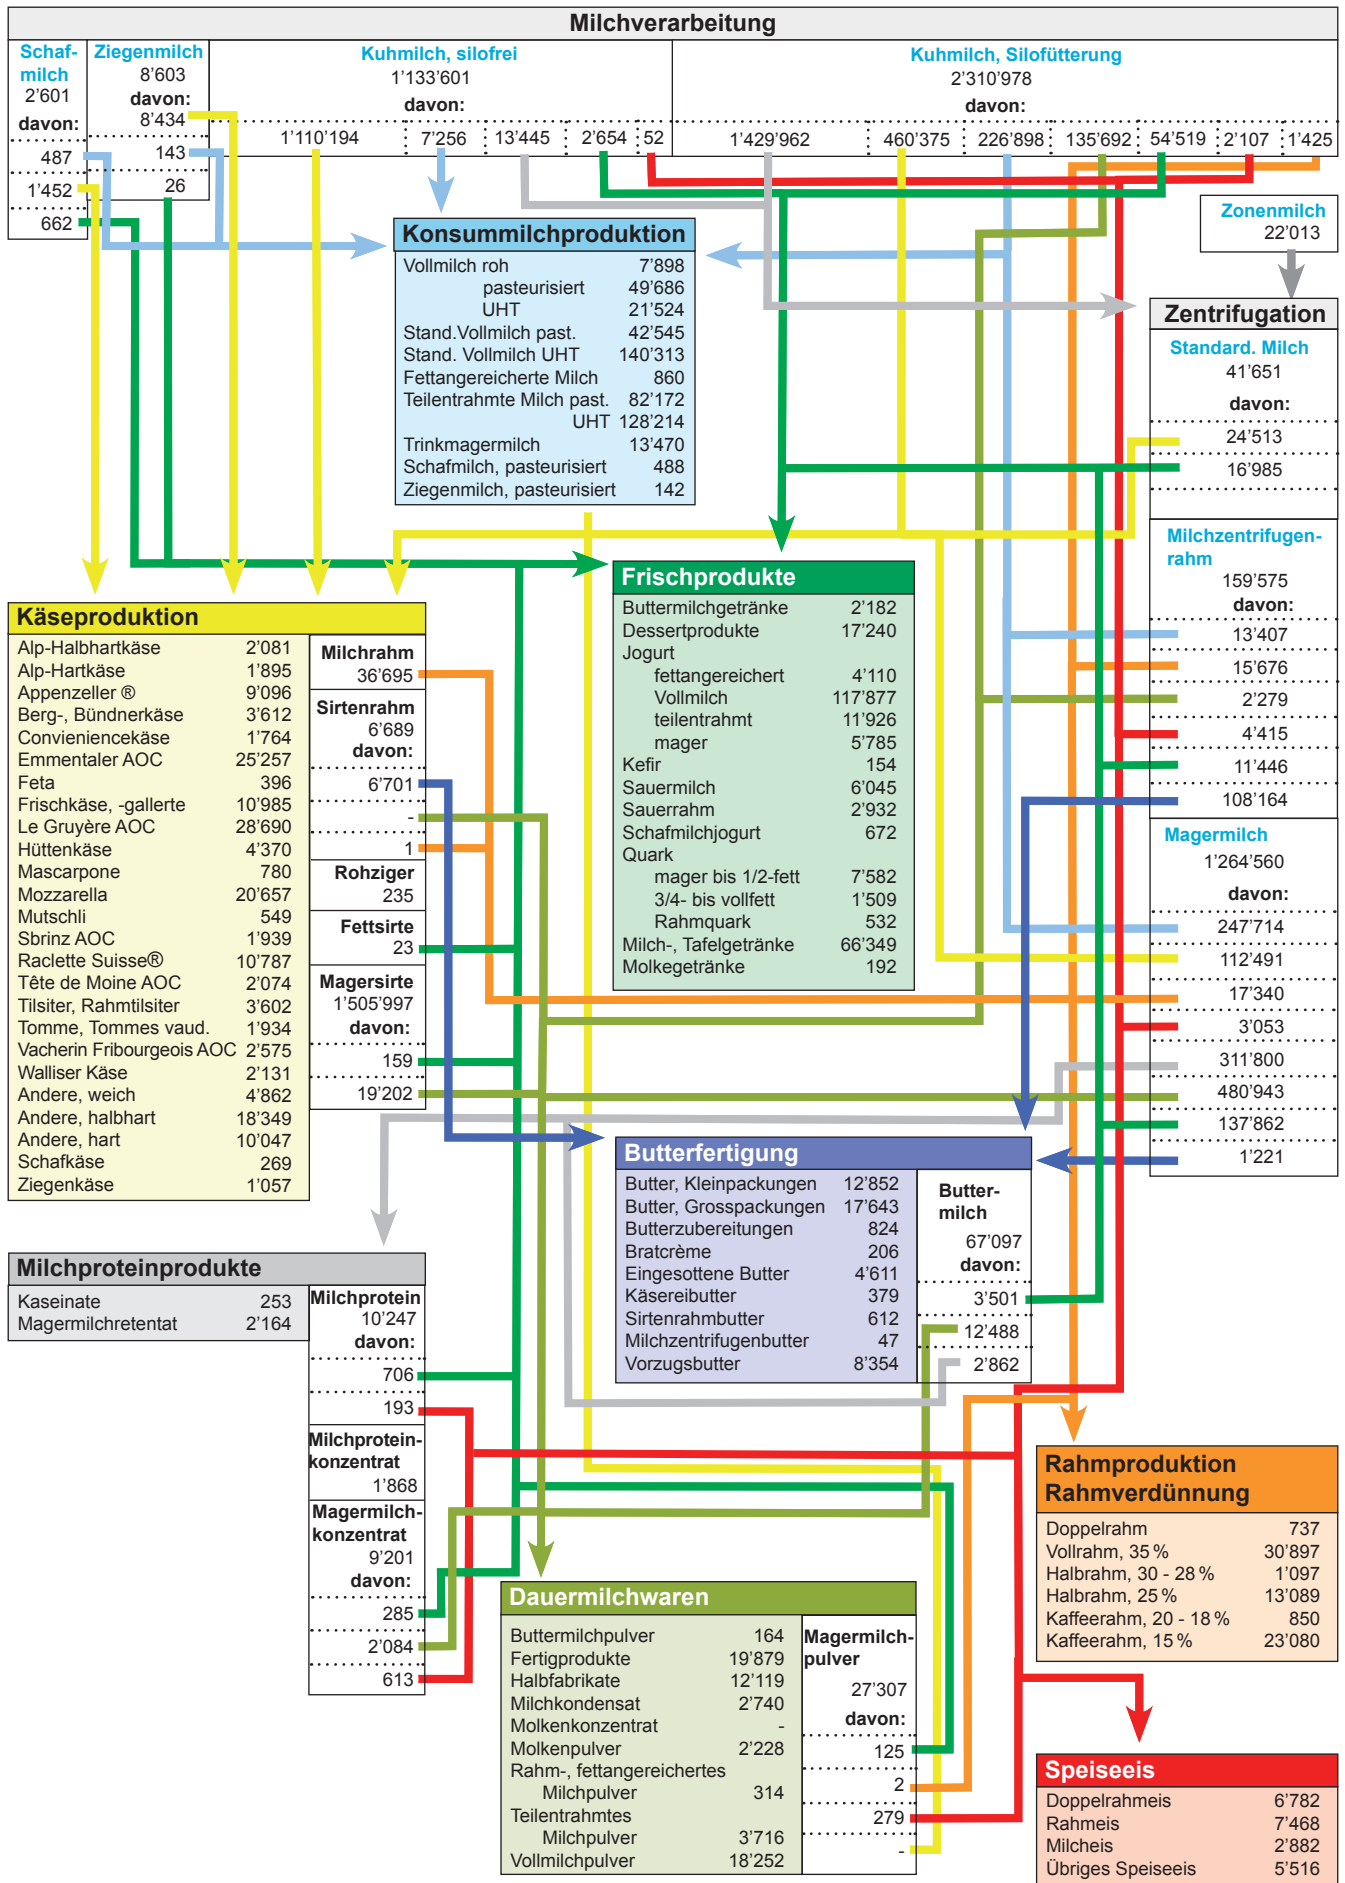 Milchverarbeitung
Schaf-
milch
2’601
davon:
487
1’452
662
Ziegenmilch
8’603
davon:
8’434
143
26
Kuhmilch, silofrei
1’133’601
davon:
1’110’194 7’256 13’445 2’654 52
Kuhmilch, Silofütterung
2’310’978
davon:
1’429’962 460’375 226’898 135’692 54’519 2’107 1’425
Zonenmilch
22’013
Konsummilchproduktion
Vollmilch roh 7’898
pasteurisiert 49’686
UHT 21’524
Stand.Vollmilch past. 42’545
Stand. Vollmilch UHT 140’313
Fettangereicherte Milch 860
Teilentrahmte Milch past. 82’172
UHT 128’214
Trinkmagermilch 13’470
Schafmilch, pasteurisiert 488
Ziegenmilch, pasteurisiert 142
Zentrifugation
Standard. Milch
41’651
davon:
24’513
16’985
Milchzentrifugen-
rahm
159’575
davon:
13’407
15’676
2’279
4’415
11’446
108’164
Magermilch
1’264’560
davon:
247’714
112’491
17’340
3’053
311’800
480’943
137’862
1’221
Frischprodukte
Buttermilchgetränke 2’182
Dessertprodukte 17’240
Jogurt
fettangereichert 4’110
Vollmilch 117’877
teilentrahmt 11’926
mager 5’785
Kefir 154
Sauermilch 6’045
Sauerrahm 2’932
Schafmilchjogurt 672
Quark
mager bis 1/2-fett 7’582
3/4- bis vollfett 1’509
Rahmquark 532
Milch-, Tafelgetränke 66’349
Molkegetränke 192
Käseproduktion
Alp-Halbhartkäse 2’081
Alp-Hartkäse 1’895
Appenzeller ® 9’096
Berg-, Bündnerkäse 3’612
Convieniencekäse 1’764
Emmentaler AOC 25’257
Feta 396
Frischkäse, -gallerte 10’985
Le Gruyère AOC 28’690
Hüttenkäse 4’370
Mascarpone 780
Mozzarella 20’657
Mutschli 549
Sbrinz AOC 1’939
Raclette Suisse® 10’787
Tête de Moine AOC 2’074
Tilsiter, Rahmtilsiter 3’602
Tomme, Tommes vaud. 1’934
Vacherin Fribourgeois AOC 2’575
Walliser Käse 2’131
Andere, weich 4’862
Andere, halbhart 18’349
Andere, hart 10’047
Schafkäse 269
Ziegenkäse 1’057
Milchrahm
36’695
Sirtenrahm
6’689
davon:
6’701
-
1
Rohziger
235
Fettsirte
23
Magersirte
1’505’997
davon:
159
19’202
Butterfertigung
Butter, Kleinpackungen 12’852
Butter, Grosspackungen 17’643
Butterzubereitungen 824
Bratcrème 206
Eingesottene Butter 4’611
Käsereibutter 379
Sirtenrahmbutter 612
Milchzentrifugenbutter 47
Vorzugsbutter 8’354
Butter-
milch
67’097
davon:
3’501
12’488
2’862
Milchproteinprodukte
Kaseinate 253
Magermilchretentat 2’164
Milchprotein
10’247
davon:
706
193
Milchprotein-
konzentrat
1’868
Magermilch-
konzentrat
9’201
davon:
285
2’084
613
Rahmproduktion
Rahmverdünnung
Doppelrahm 737
Vollrahm, 35 % 30’897
Halbrahm, 30 - 28 % 1’097
Halbrahm, 25 % 13’089
Kaffeerahm, 20 - 18 % 850
Kaffeerahm, 15 % 23’080
Dauermilchwaren
Buttermilchpulver 164
Fertigprodukte 19’879
Halbfabrikate 12’119
Milchkondensat 2’740
Molkenkonzentrat -
Molkenpulver 2’228
Rahm-, fettangereichertes
Milchpulver 314
Teilentrahmtes
Milchpulver 3’716
Vollmilchpulver 18’252
Magermilch-
pulver
27’307
davon:
125
2
279
-
Speiseeis
Doppelrahmeis 6’782
Rahmeis 7’468
Milcheis 2’882
Übriges Speiseeis 5’516